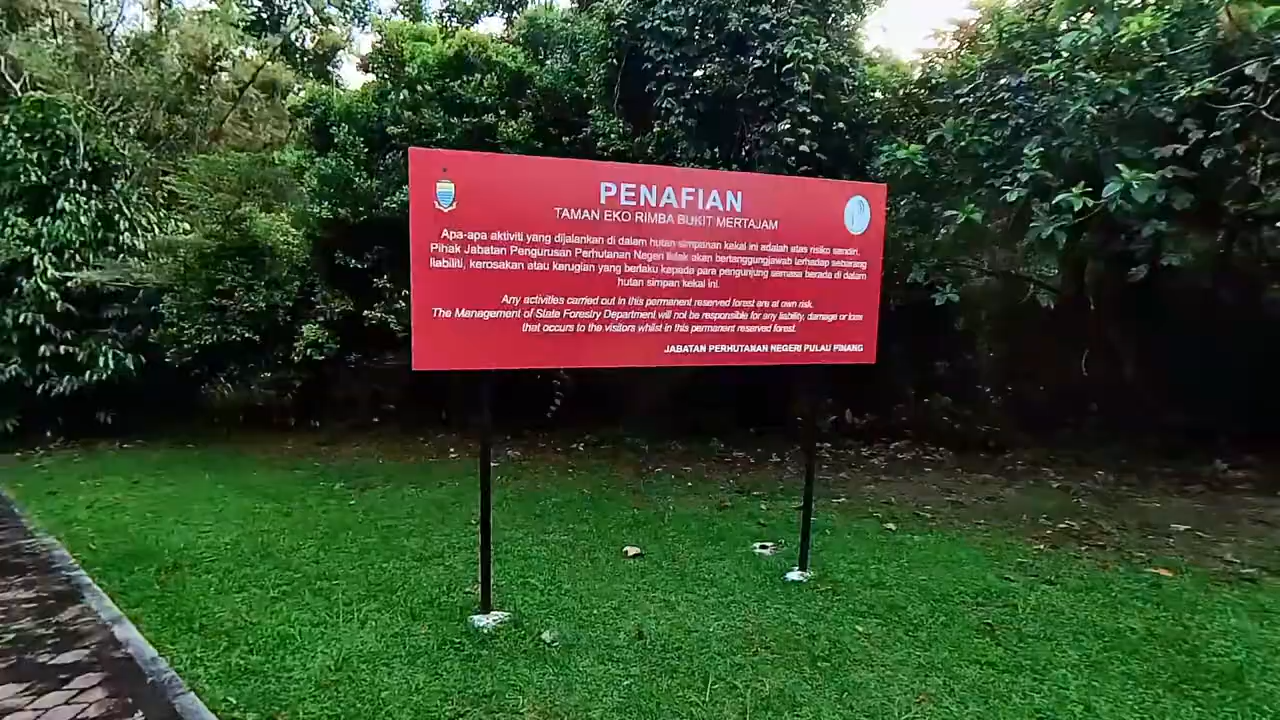 PENAFIAN
TAMAN EKO RIMBA BUKIT MERTAJAM
Apa-apa aktiviti yang dijalankan di dalam hutan simpanan kekal ini adalah atas risiko sendiri.
Pihak Jabatan Pengurusan Perhutanan Negeri tidak akan bertanggungjawab terhadap sebarang
liabiliti, kerosakan atau kerugian yang berlaku kepada para pengunjung semasa berada di dalam
hutan simpan kekal ini.
Any activities carried out in this permanent reserved forest are at own risk.
The Management of State Forestry Department will not be responsible for any liability, damage or loss
that occurs to the visitors whilst in this permanent reserved forest.
JABATAN PERHUTANAN NEGERI PULAU PINANG